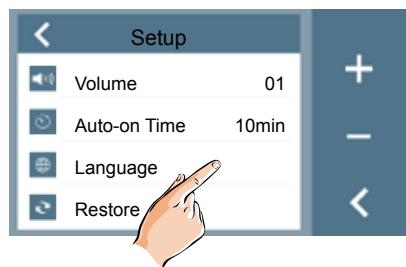 Setup
Volume 01
Auto-on Time 10min
Language
Restore